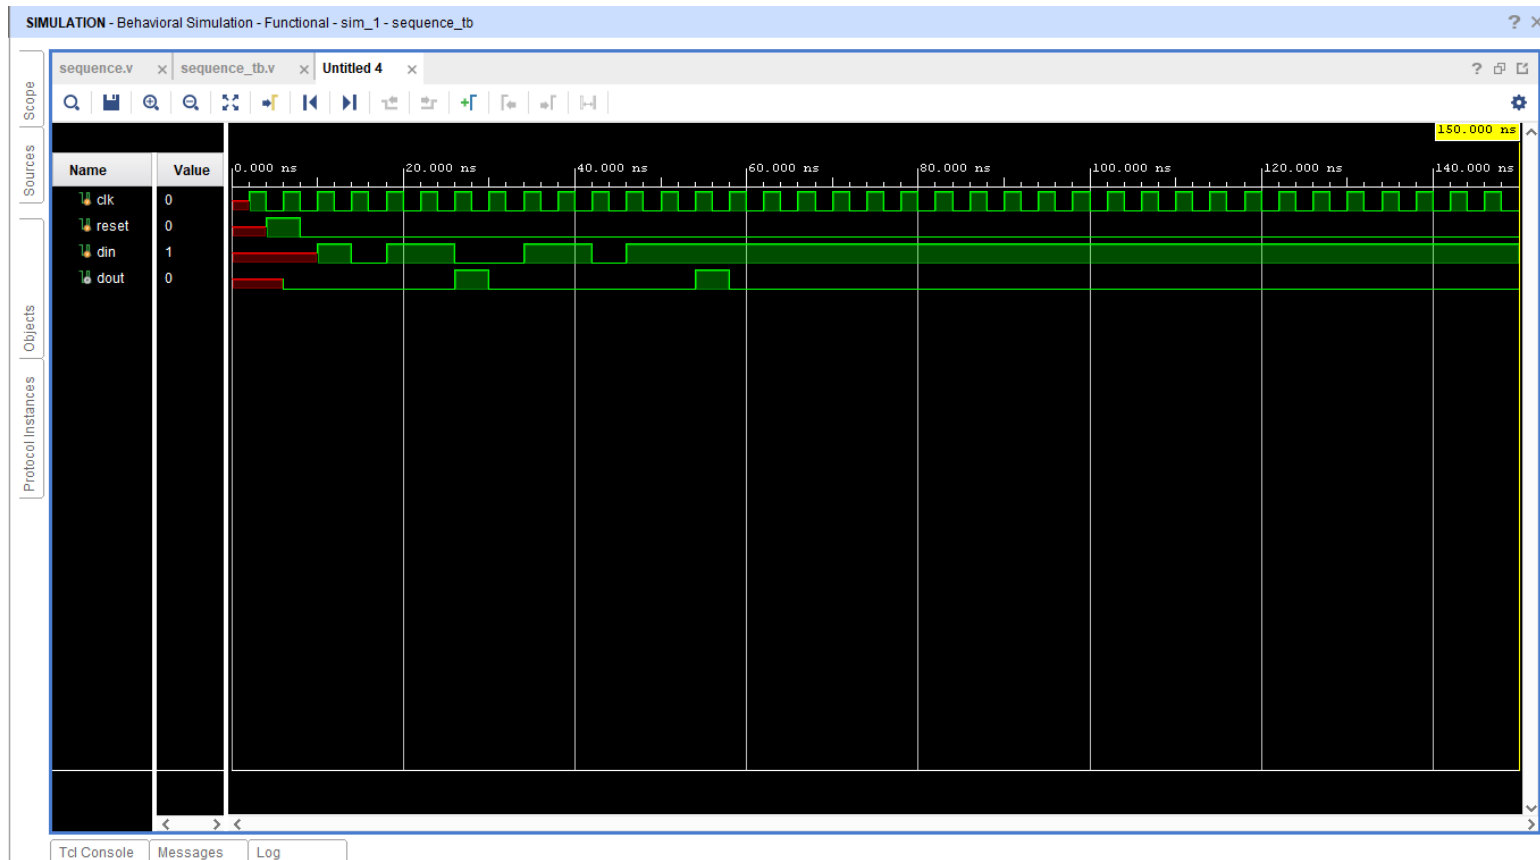 SIMULATION - Behavioral Simulation - Functional - sim_1 - sequence_tb
sequence.v
sequence_tb.v
Untitled 4
150.000 ns
Name Value
0.000 ns 20.000 ns 40.000 ns 60.000 ns 80.000 ns 100.000 ns 120.000 ns 140.000 ns
clk 0
reset 0
din 1
dout 0
Scope
Sources
Objects
Protocol Instances
Tcl Console Messages Log